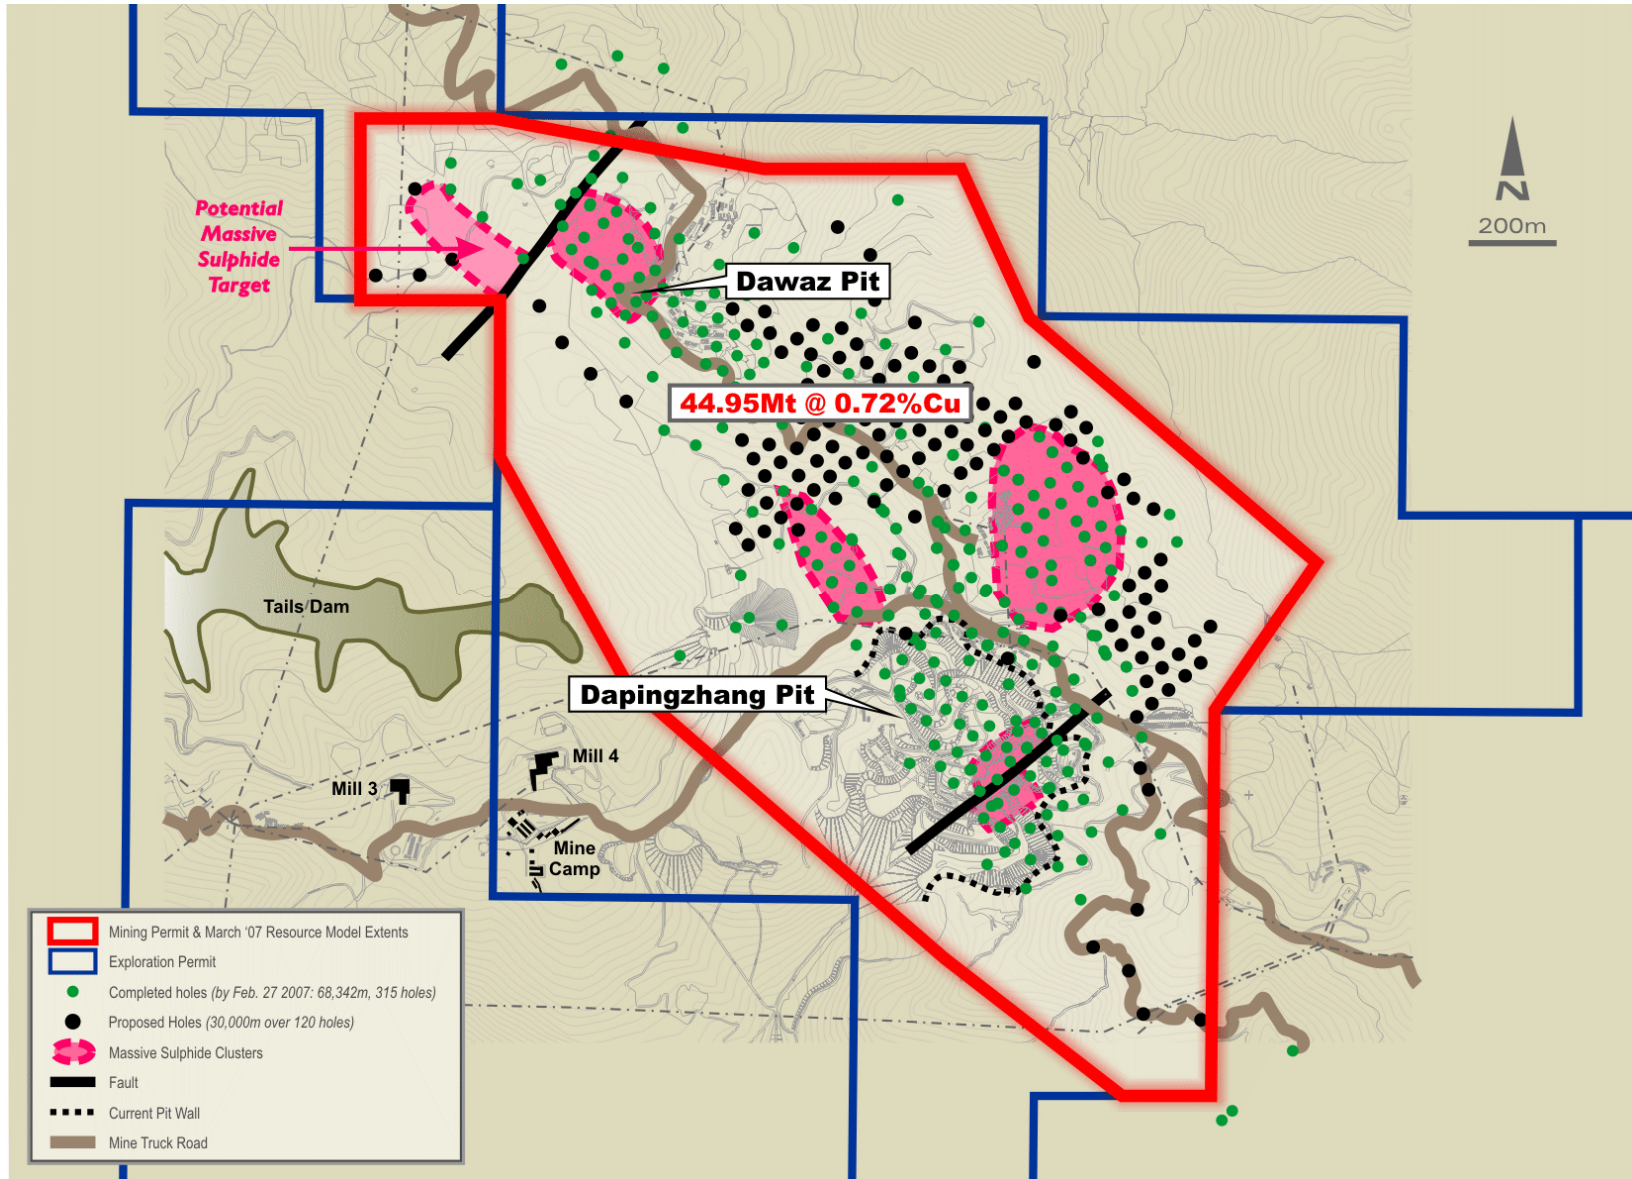 Potential
Massive
Sulphide
Target
N
200m
Dawaz Pit
44.95Mt @ 0.72%Cu
Tails Dam
Dapingzhang Pit
Mill 4
Mill 3
Mine
Camp
Mining Permit & March ‘07 Resource Model Extents
Exploration Permit
Completed holes (by Feb. 27 2007: 68,342m, 315 holes)
Proposed Holes (30,000m over 120 holes)
Massive Sulphide Clusters
Fault
Current Pit Wall
Mine Truck Road